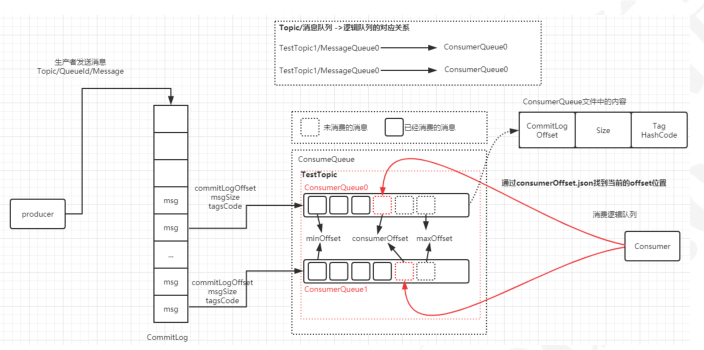 Topic/消息队列 ->逻辑队列的对应关系
TestTopic1/MessageQueue0 ConsumerQueue0
TestTopic1/MessageQueue0 ConsumerQueue0
生产者发送消息
Topic/QueueId/Message
ConsumerQueue文件中的内容
未消费的消息 已经消费的消息
CommitLog
Offset
Size
Tag
HashCode
ConsumeQueue
TestTopic
ConsumerQueue0
通过consumerOffset.json找到当前的offset位置
commitLogOffset
msgSize
tagsCode
msg
producer
msg
消费逻辑队列
minOffset consumerOffset maxOffset
Consumer
...
msg
commitLogOffset
msgSize
tagsCode
ConsumerQueue1
msg
CommitLog